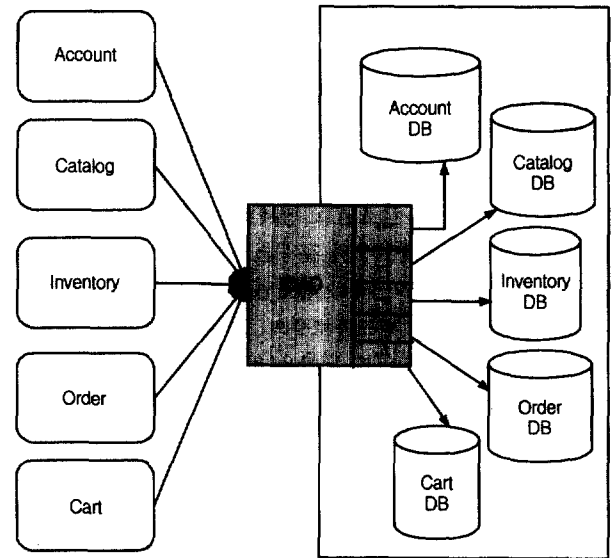 Account
Catalog
Inventory
Order
Cart
Account
DB
Catalog
DB
Inventory
DB
Order
DB
Cart
DB